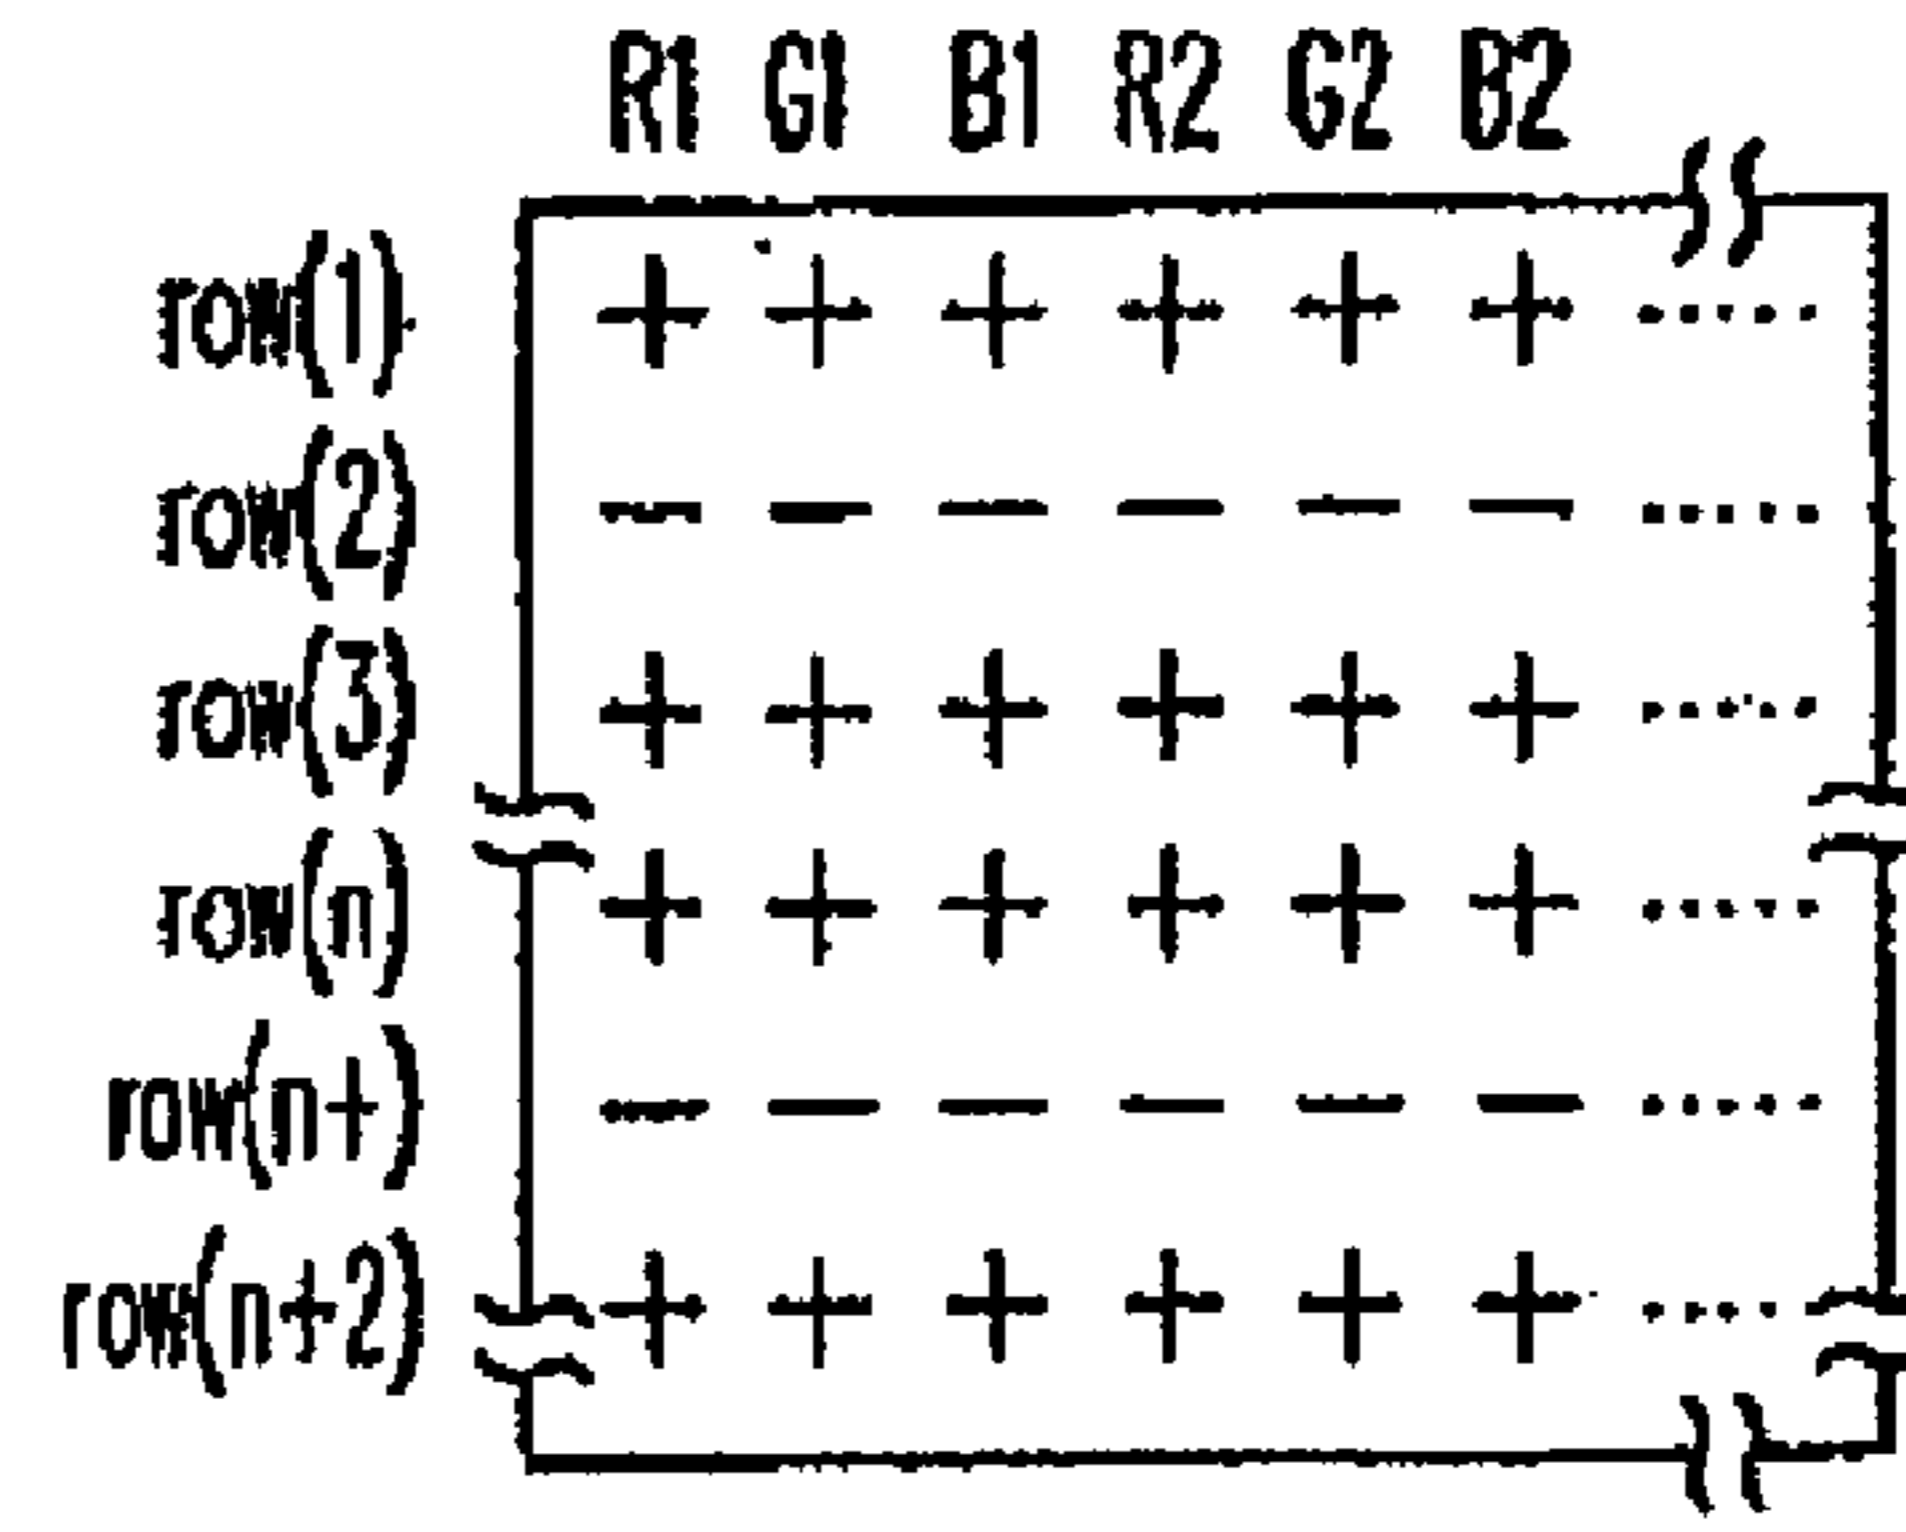 R1 G1 B1 R2 G2 B2
row(1) + + + + + + .....
row(2) − − − − − − .....
row(3) + + + + + + .....
row(n) + + + + + + .....
row(n+) − − − − − − .....
row(n+2) + + + + + + .....